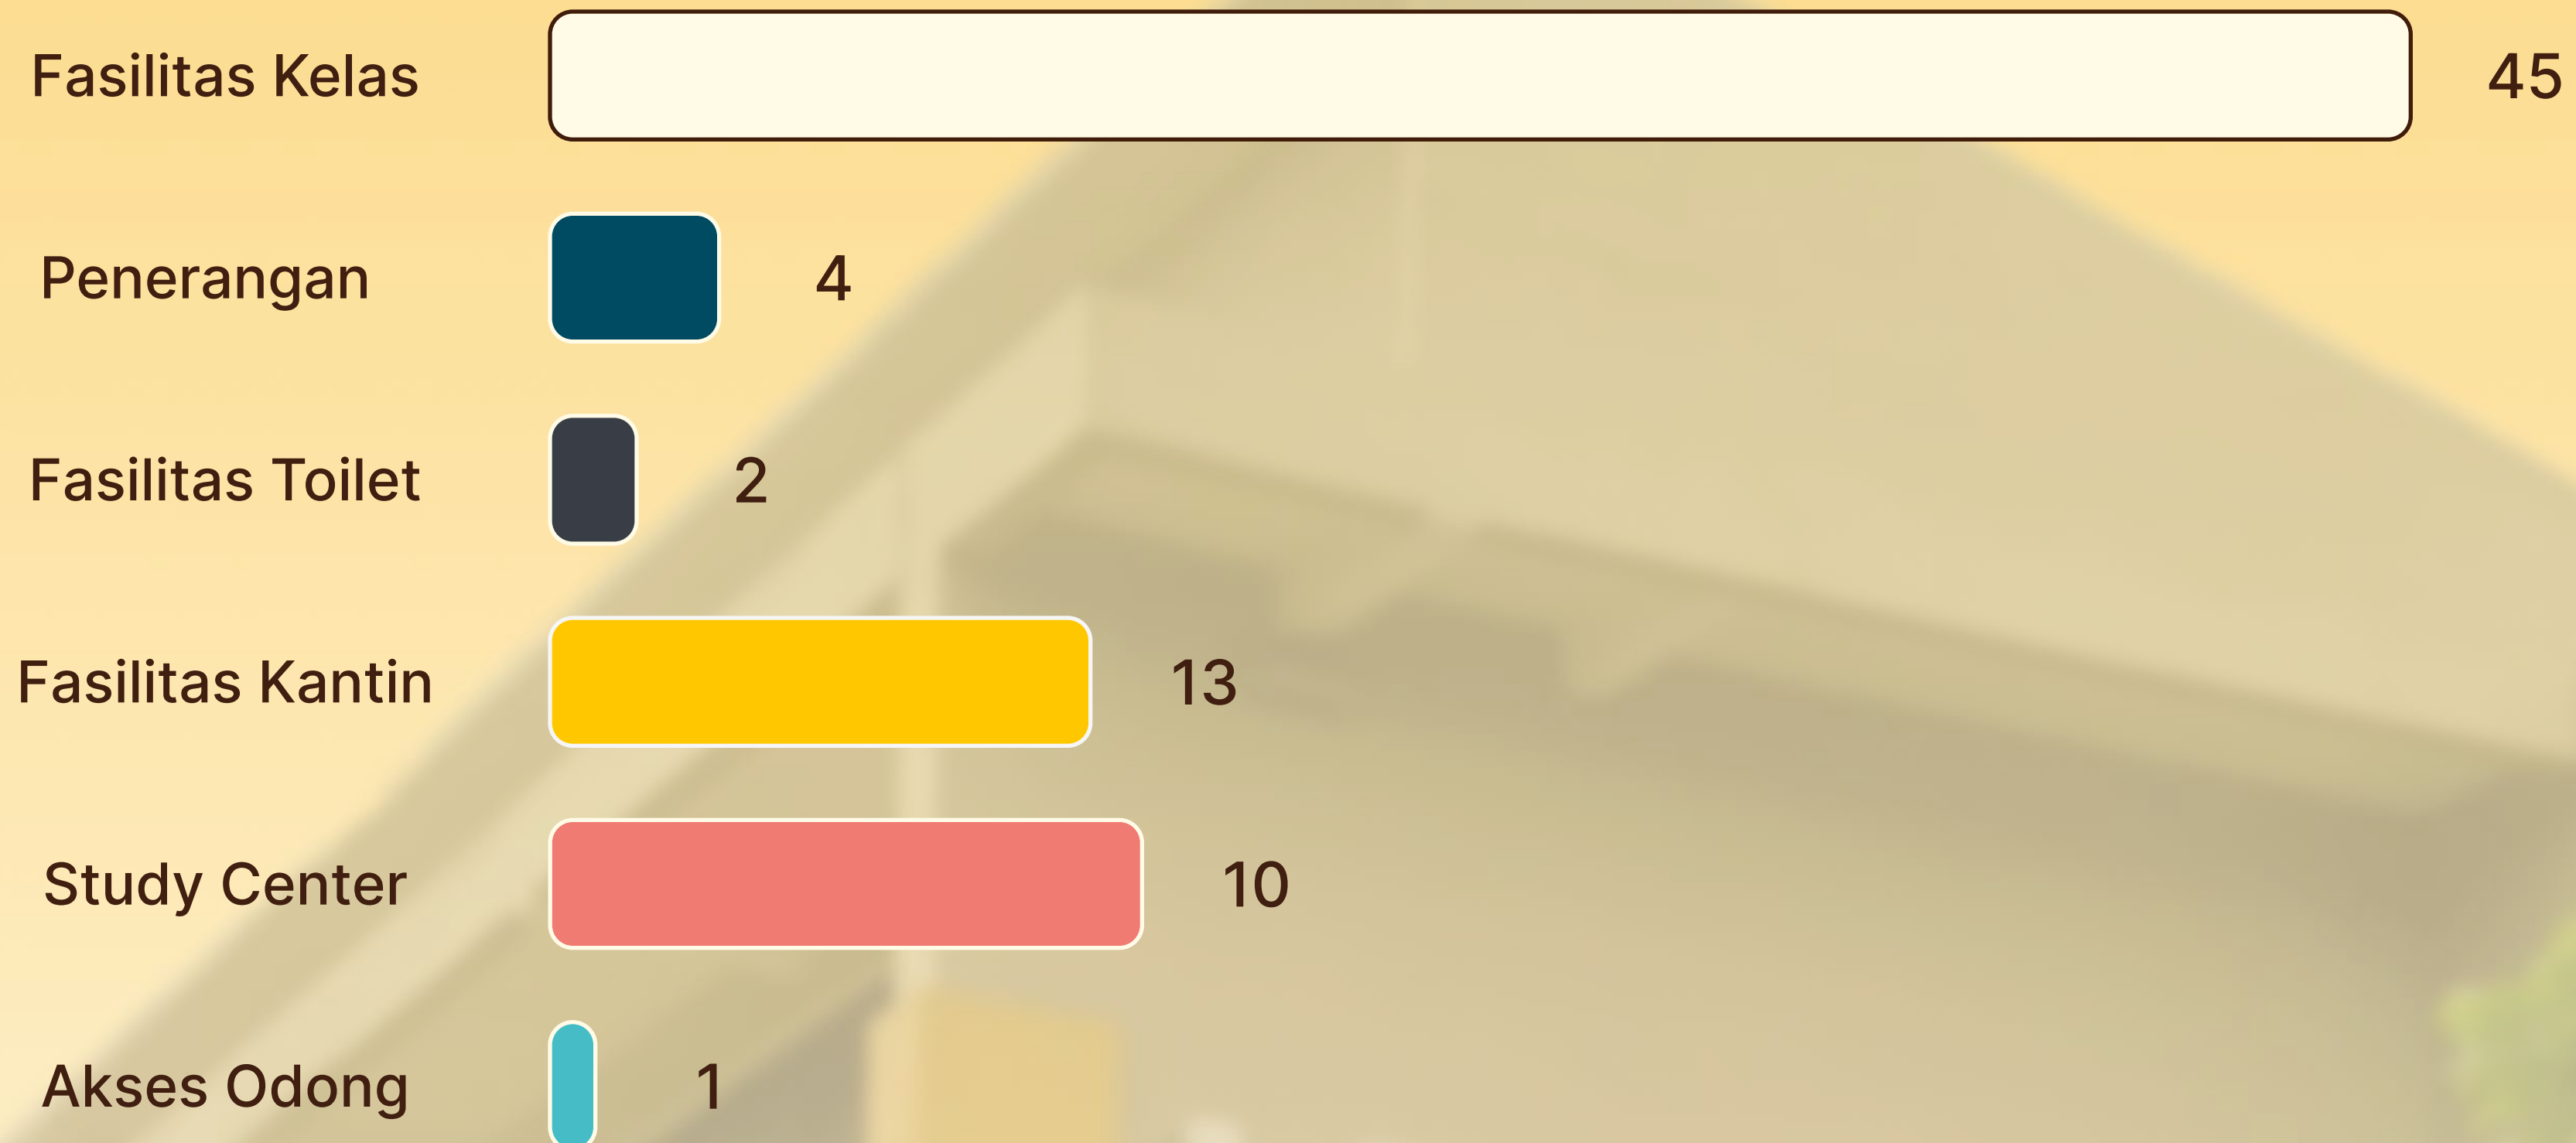 Fasilitas Kelas 45
Penerangan 4
Fasilitas Toilet 2
Fasilitas Kantin 13
Study Center 10
Akses Odong 1